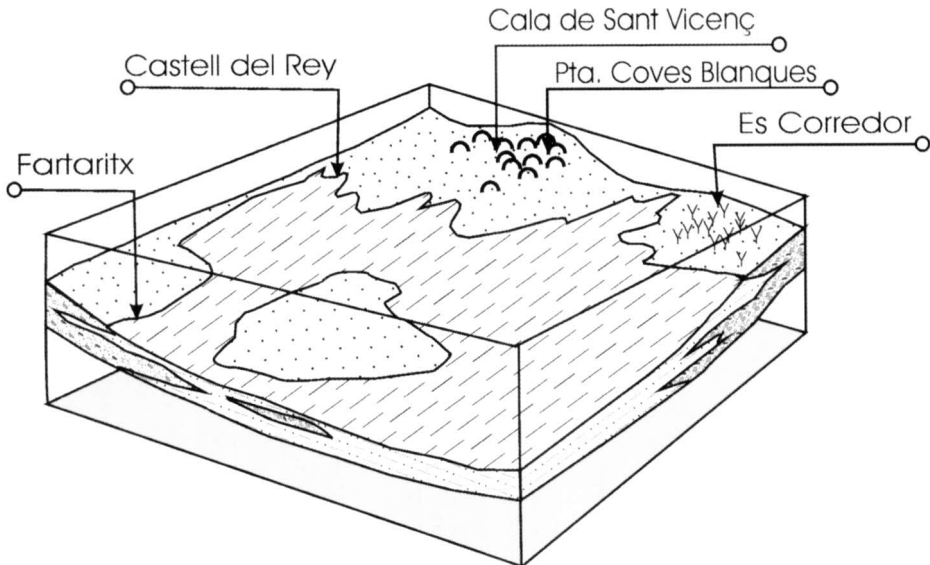 Cala de Sant Vicenç
Castell del Rey
Pta. Coves Blanques
Es Corredor
Fartaritx